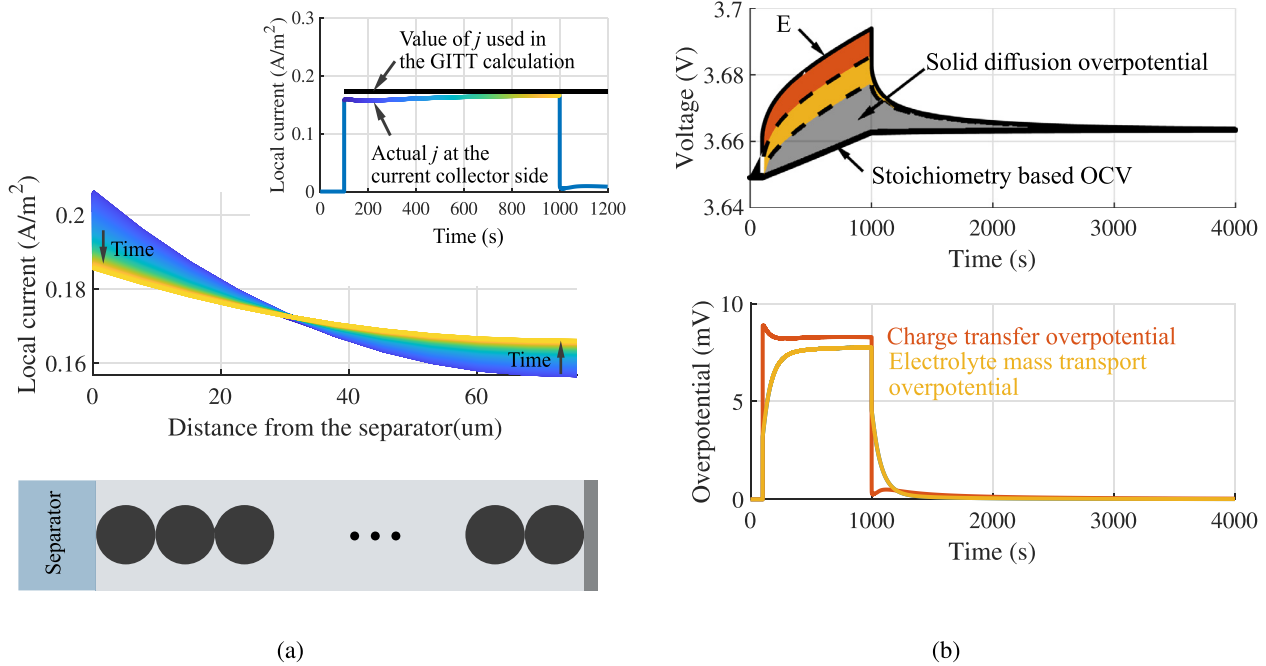 0.3
0.2
0.1
0
Local current (A/m²)
Value of j used in
the GITT calculation
Actual j at the
current collector side
0 200 400 600 800 1000 1200
Time (s)
0.2
0.18
0.16
Local current (A/m²)
Time
Time
0 20 40 60
Distance from the separator(um)
Separator
(a)
3.7
3.68
3.66
3.64
Voltage (V)
E
Solid diffusion overpotential
Stoichiometry based OCV
0 1000 2000 3000 4000
Time (s)
10
5
0
Overpotential (mV)
Charge transfer overpotential
Electrolyte mass transport
overpotential
0 1000 2000 3000 4000
Time (s)
(b)